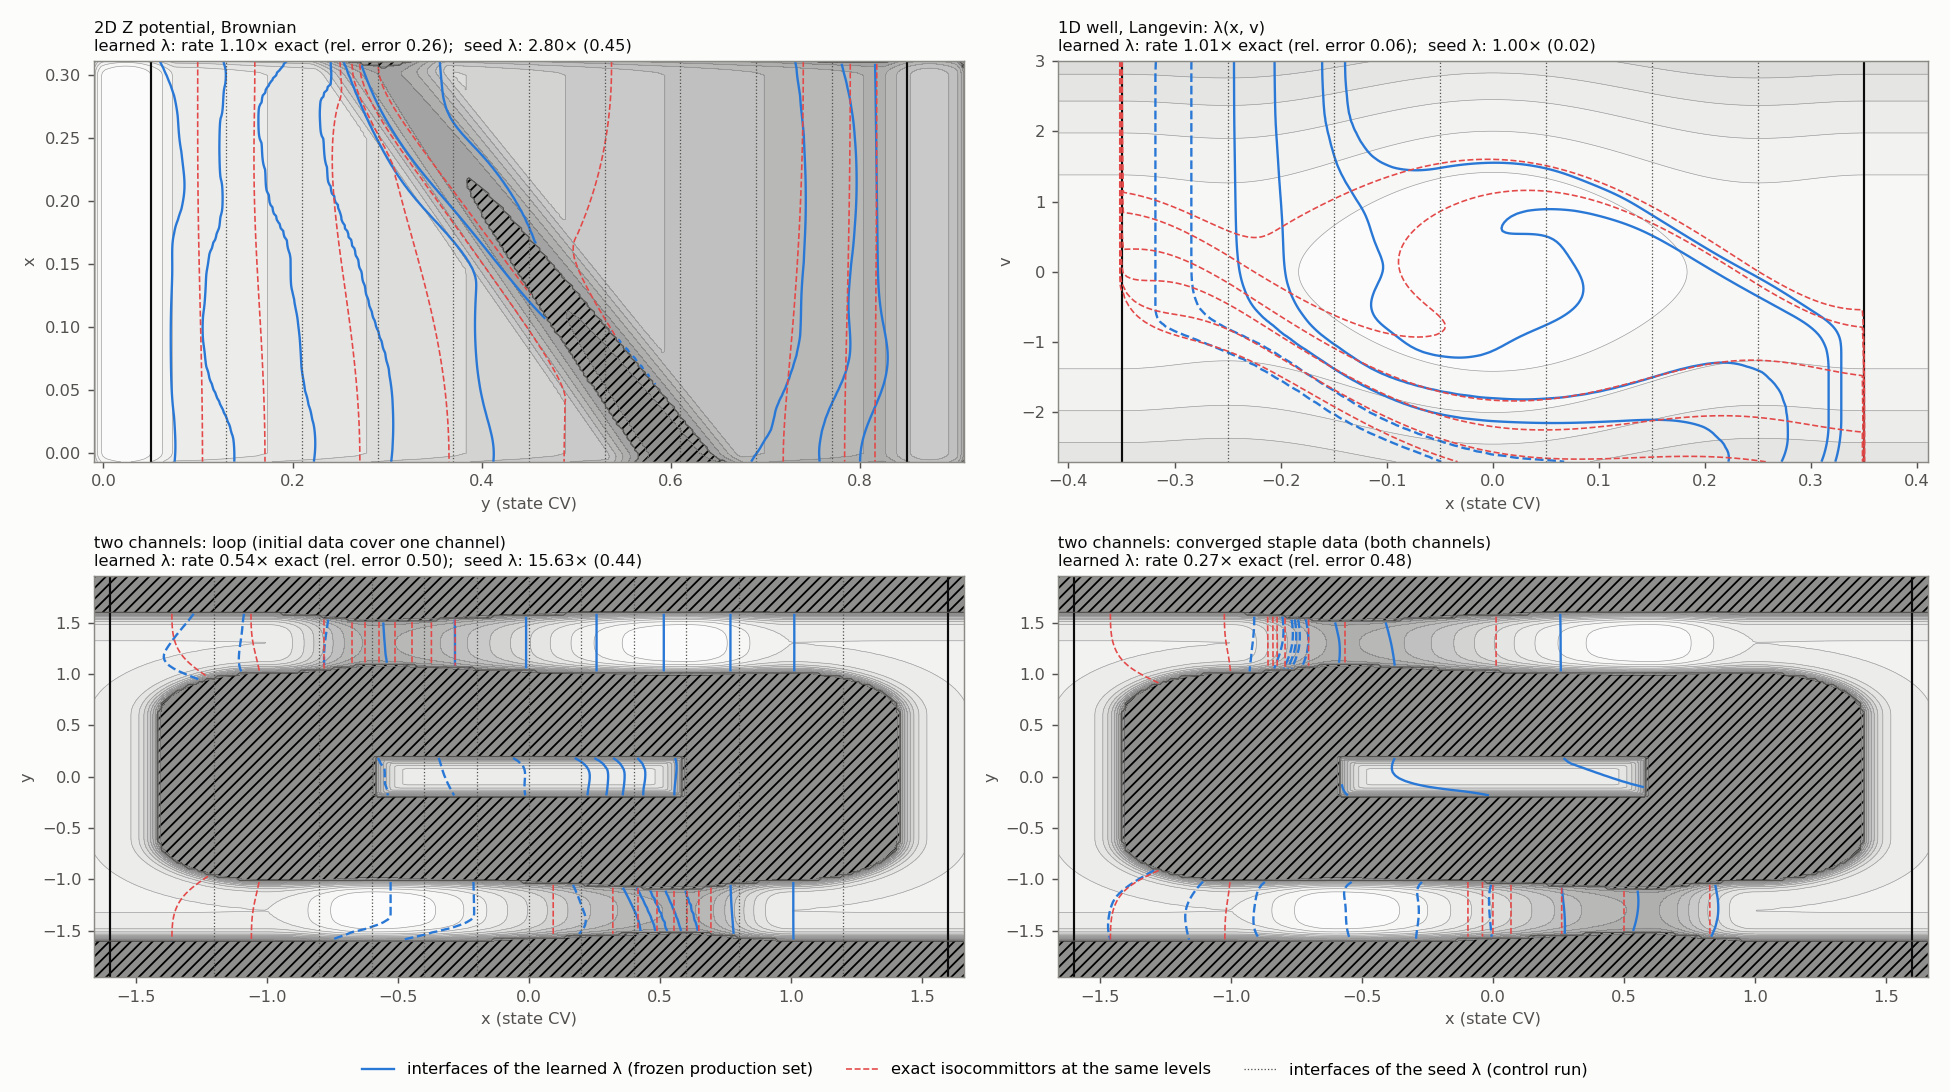 2D Z potential, Brownian
learned λ: rate 1.10× exact (rel. error 0.26);  seed λ: 2.80× (0.45)
0.30
0.25
0.20
0.15
0.10
0.05
0.00
x
0.0
0.2
0.4
0.6
0.8
y (state CV)
1D well, Langevin: λ(x, v)
learned λ: rate 1.01× exact (rel. error 0.06);  seed λ: 1.00× (0.02)
3
2
1
0
−1
−2
v
−0.4
−0.3
−0.2
−0.1
0.0
0.1
0.2
0.3
0.4
x (state CV)
two channels: loop (initial data cover one channel)
learned λ: rate 0.54× exact (rel. error 0.50);  seed λ: 15.63× (0.44)
1.5
1.0
0.5
0.0
−0.5
−1.0
−1.5
y
−1.5
−1.0
−0.5
0.0
0.5
1.0
1.5
x (state CV)
two channels: converged staple data (both channels)
learned λ: rate 0.27× exact (rel. error 0.48)
1.5
1.0
0.5
0.0
−0.5
−1.0
−1.5
y
−1.5
−1.0
−0.5
0.0
0.5
1.0
1.5
x (state CV)
interfaces of the learned λ (frozen production set)
exact isocommittors at the same levels
interfaces of the seed λ (control run)